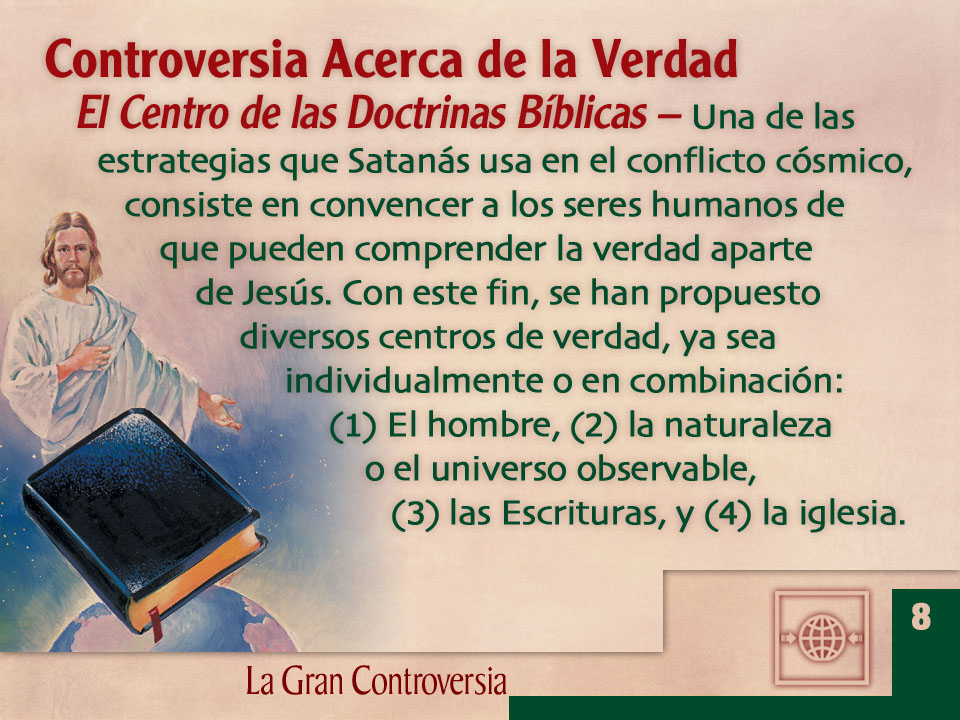 Controversia Acerca de la Verdad
El Centro de las Doctrinas Bíblicas – Una de las
estrategias que Satanás usa en el conflicto cósmico,
consiste en convencer a los seres humanos de
que pueden comprender la verdad aparte
de Jesús. Con este fin, se han propuesto
diversos centros de verdad, ya sea
individualmente o en combinación:
(1) El hombre, (2) la naturaleza
o el universo observable,
(3) las Escrituras, y (4) la iglesia.
8
La Gran Controversia